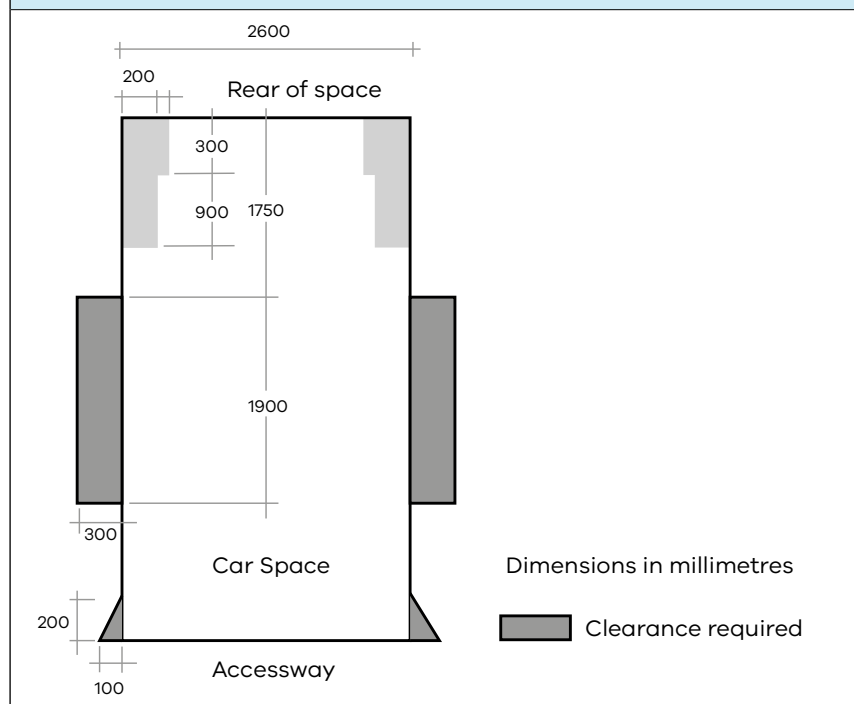 2600
200
Rear of space
300
900
1750
1900
300
Car Space
Dimensions in millimetres
200
Clearance required
Accessway
100